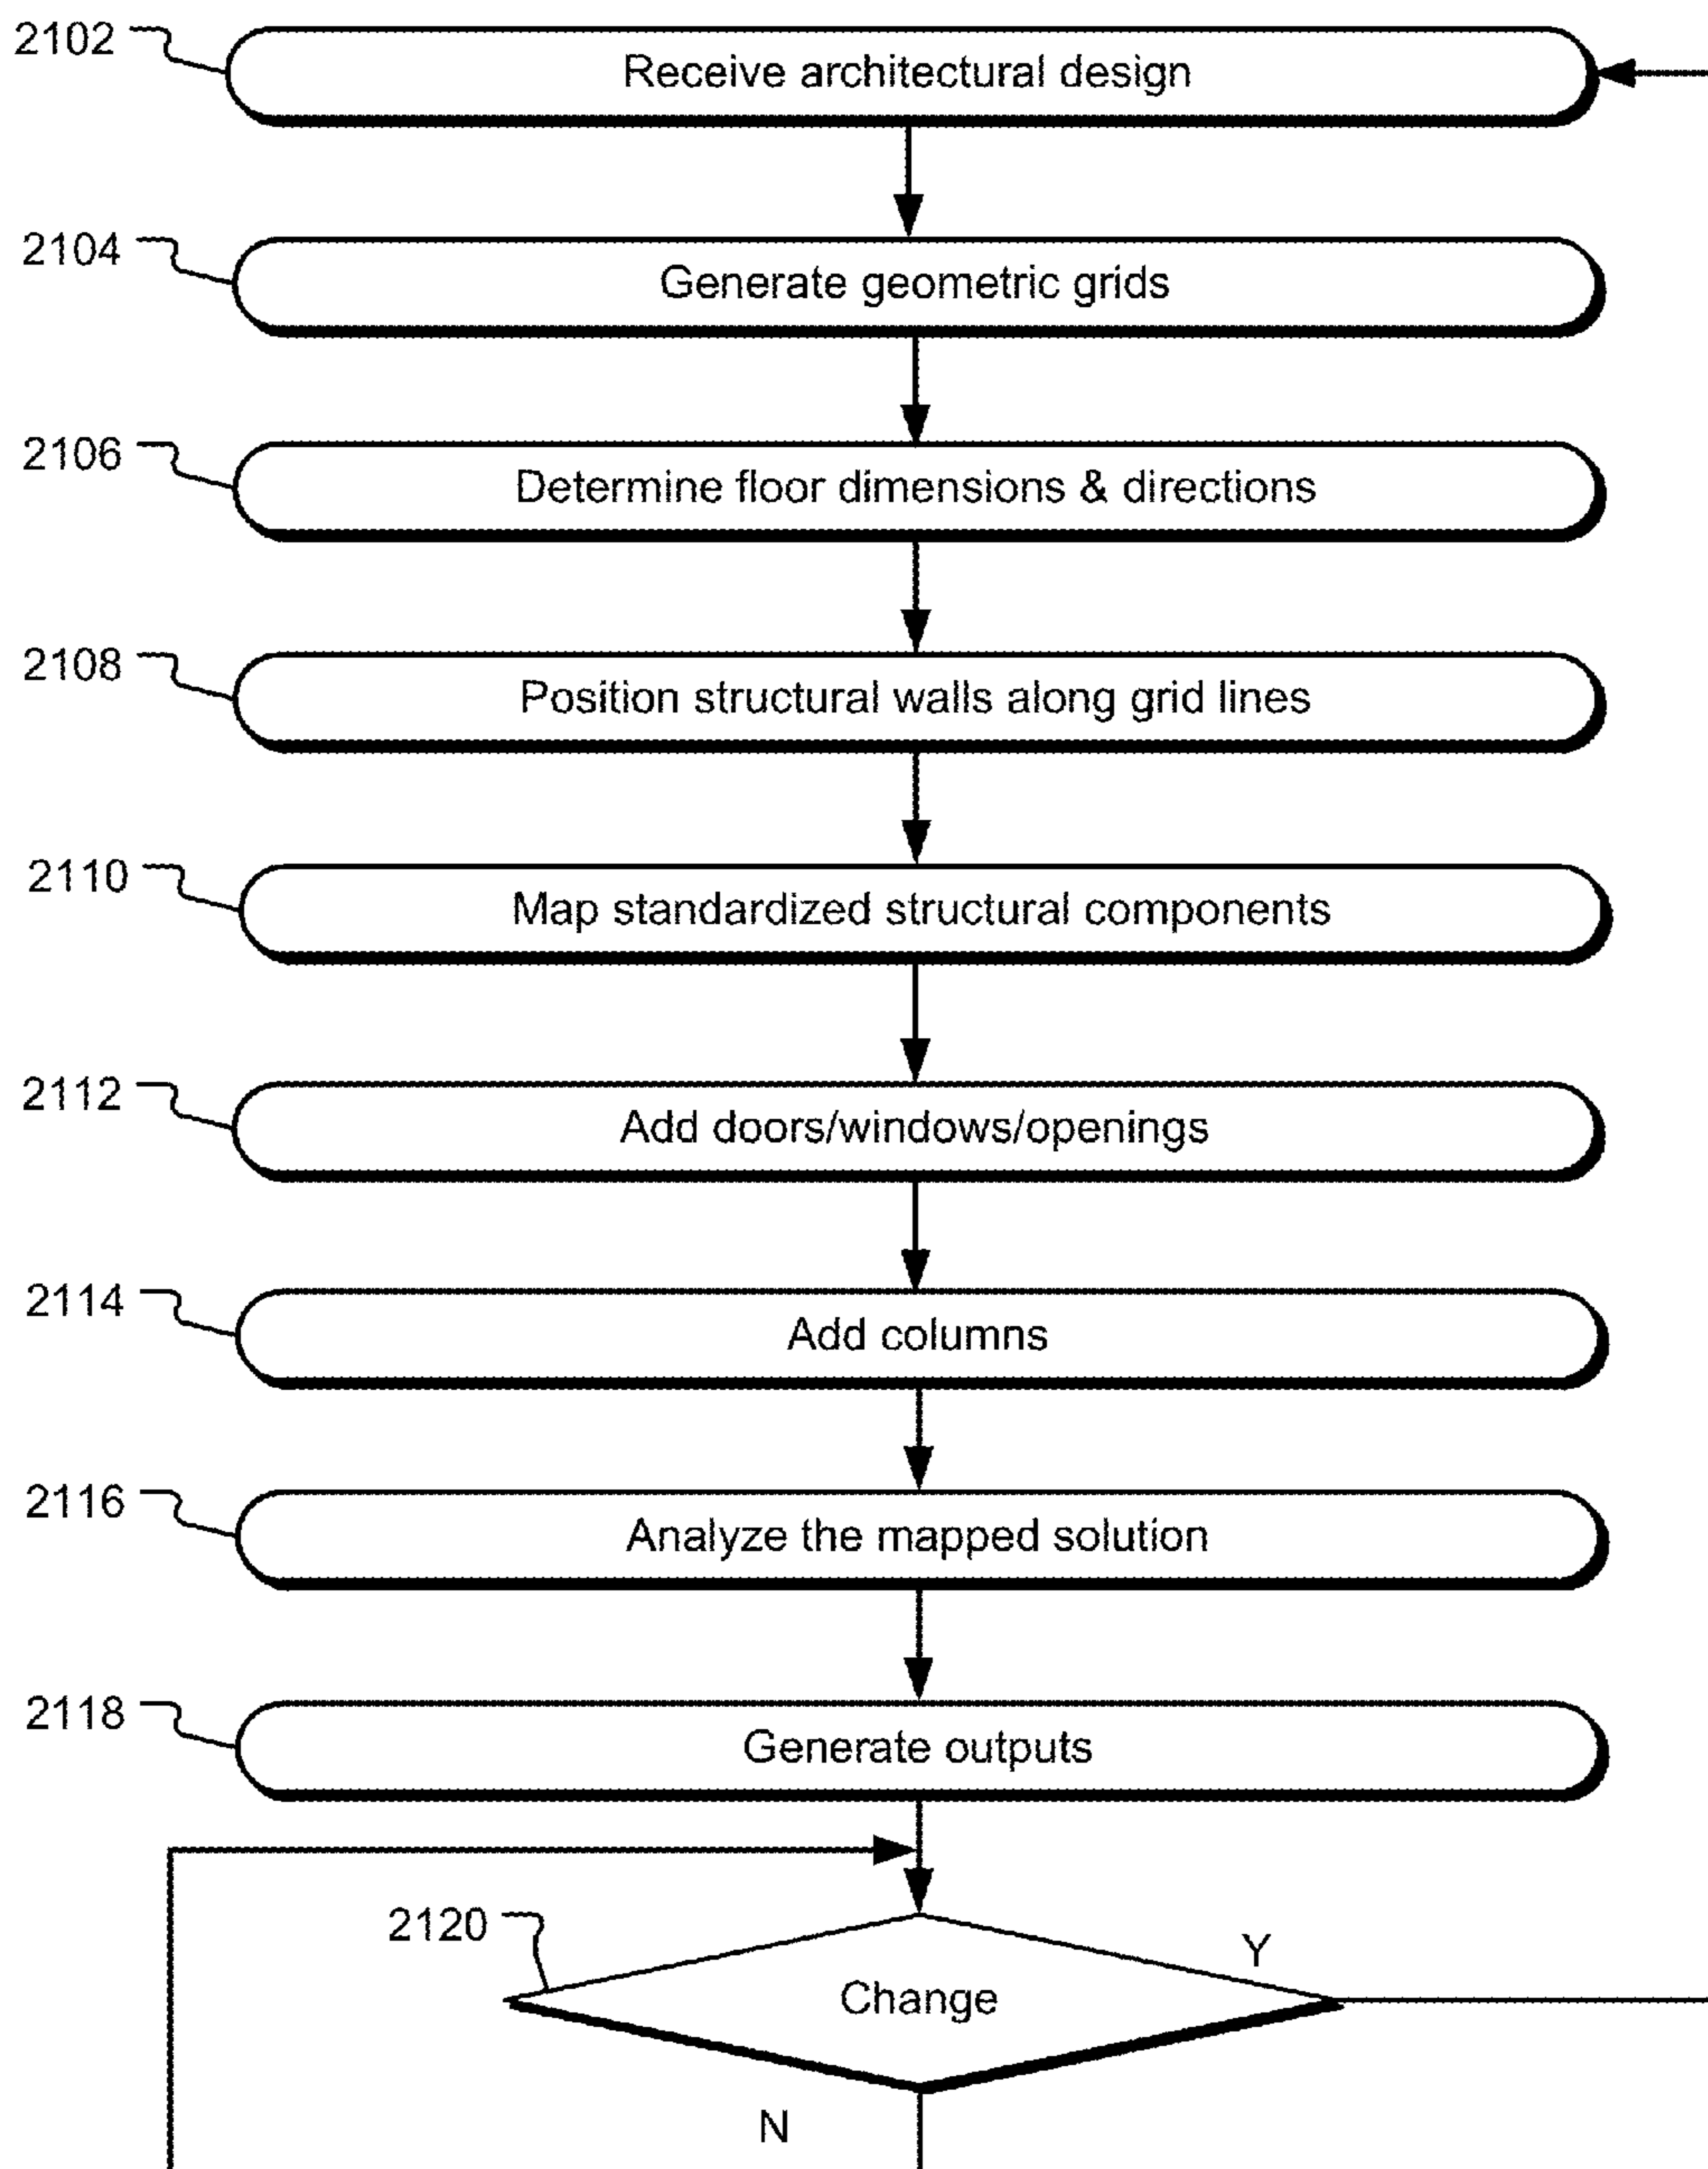 2102
Receive architectural design
2104
Generate geometric grids
2106
Determine floor dimensions & directions
2108
Position structural walls along grid lines
2110
Map standardized structural components
2112
Add doors/windows/openings
2114
Add columns
2116
Analyze the mapped solution
2118
Generate outputs
2120
Y
Change
N